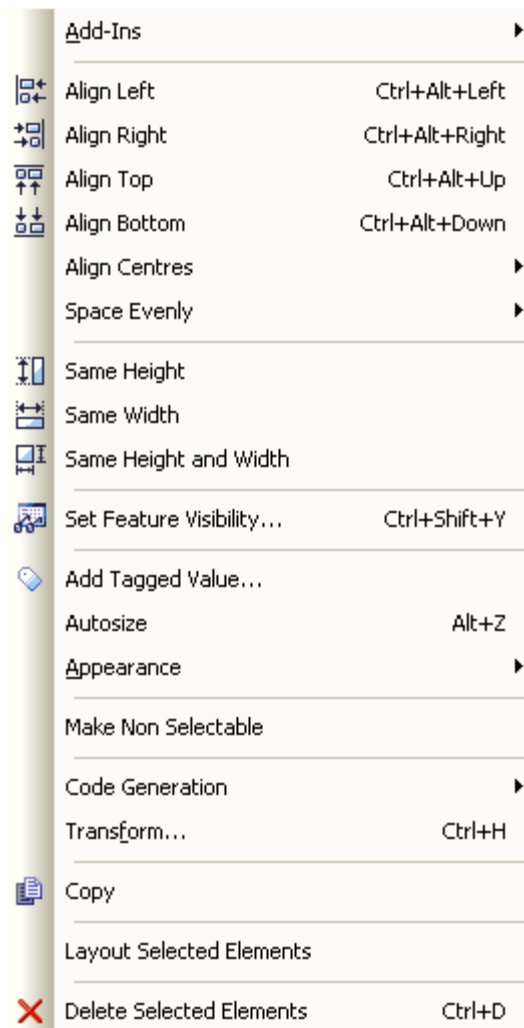 Add-Ins
Align Left Ctrl+Alt+Left
Align Right Ctrl+Alt+Right
Align Top Ctrl+Alt+Up
Align Bottom Ctrl+Alt+Down
Align Centres
Space Evenly
Same Height
Same Width
Same Height and Width
Set Feature Visibility... Ctrl+Shift+Y
Add Tagged Value...
Autosize Alt+Z
Appearance
Make Non Selectable
Code Generation
Transform... Ctrl+H
Copy
Layout Selected Elements
Delete Selected Elements Ctrl+D